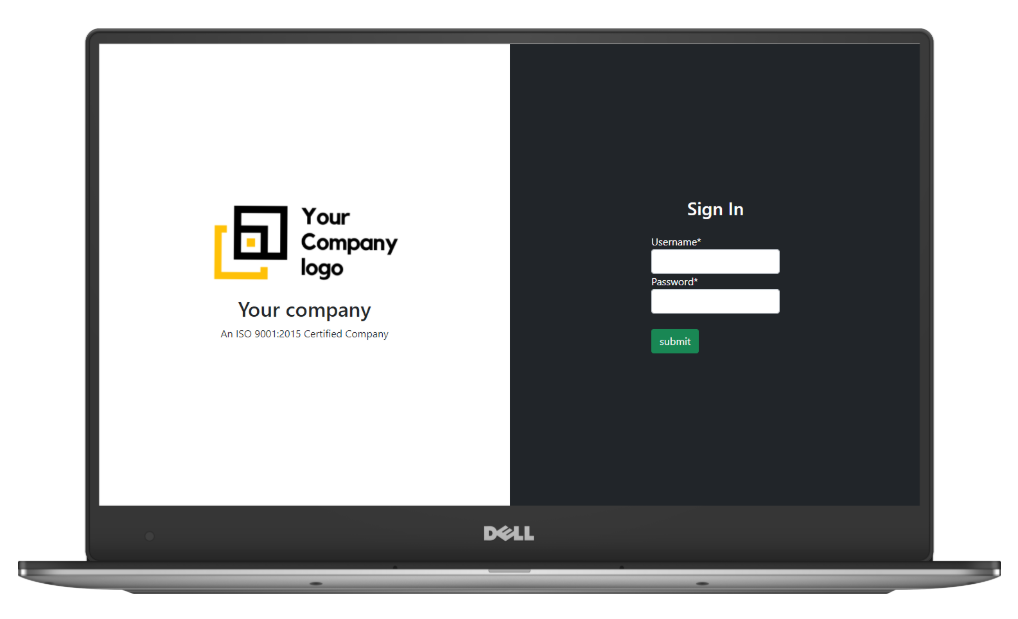 Your
Company
logo
Your company
An ISO 9001:2015 Certified Company
Sign In
Username*
Password*
submit
DELL